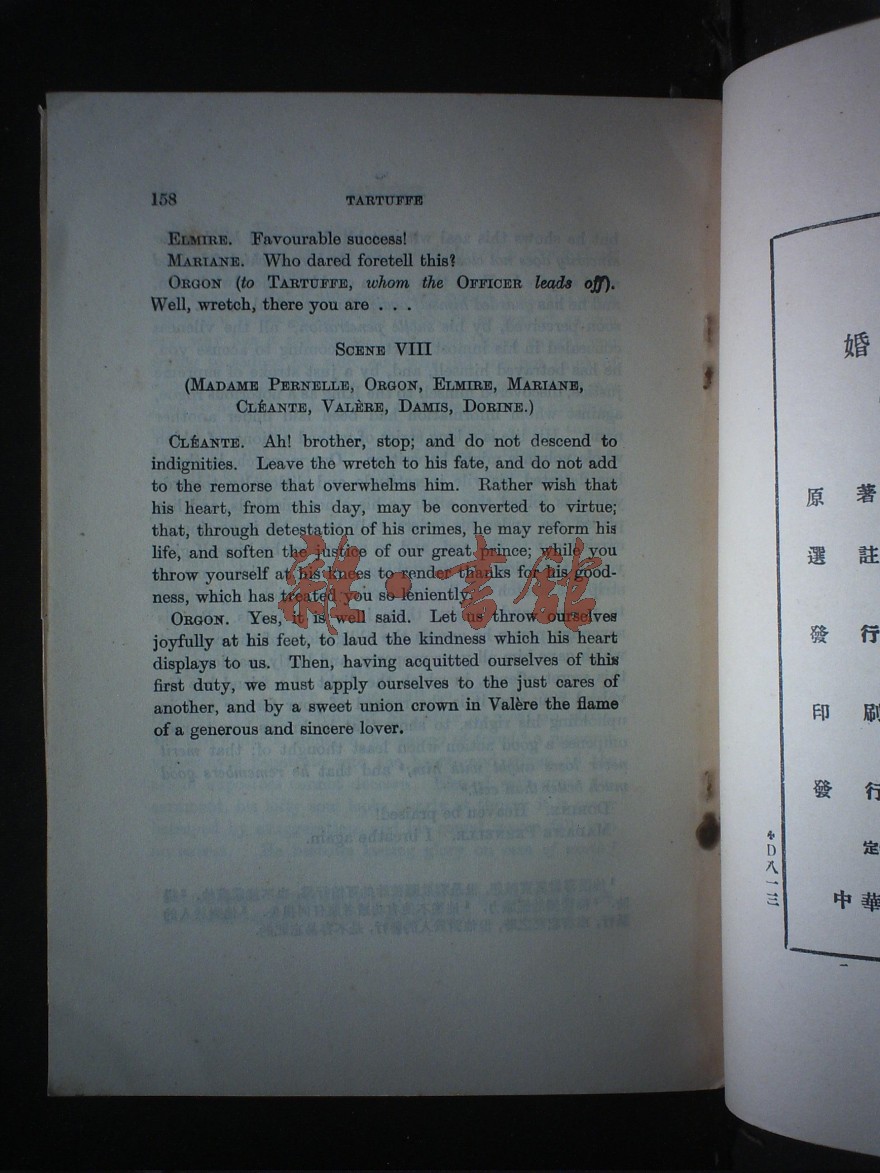 158 TARTUFFE
ELMIRE. Favourable success!
MARIANE. Who dared foretell this?
ORGON (to TARTUFFE, whom the OFFICER leads off).
Well, wretch, there you are . . .
SCENE VIII
(MADAME PERNELLE, ORGON, ELMIRE, MARIANE,
CLÉANTE, VALÈRE, DAMIS, DORINE.)
CLÉANTE. Ah! brother, stop; and do not descend to
indignities. Leave the wretch to his fate, and do not add
to the remorse that overwhelms him. Rather wish that
his heart, from this day, may be converted to virtue;
that, through detestation of his crimes, he may reform his
life, and soften the justice of our great prince; while you
throw yourself at his knees to render thanks for his good-
ness, which has treated you so leniently.
ORGON. Yes, it is well said. Let us throw ourselves
joyfully at his feet, to laud the kindness which his heart
displays to us. Then, having acquitted ourselves of this
first duty, we must apply ourselves to the just cares of
another, and by a sweet union crown in Valère the flame
of a generous and sincere lover.
雜·書館
婚
原著
選註
發行
印刷
發行
定
中華
D八一三